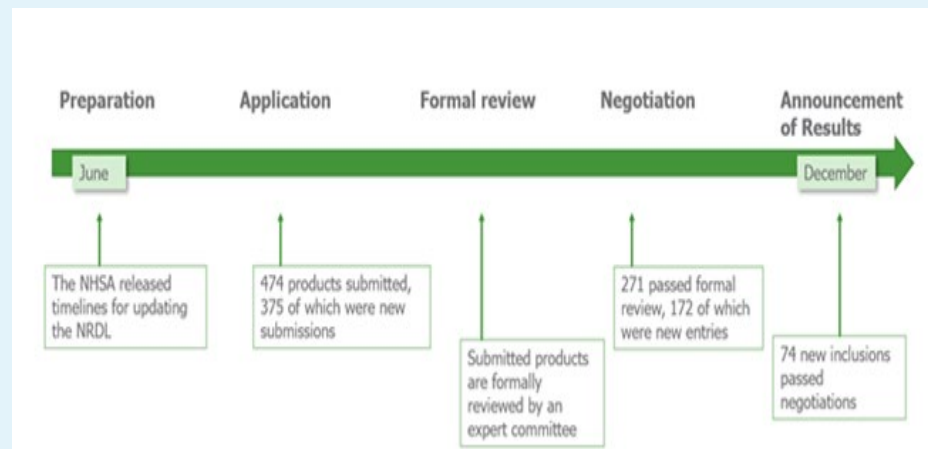 Preparation
Application
Formal review
Negotiation
Announcement
of Results
June
December
The NHSA released
timelines for updating
the NRDL
474 products submitted,
375 of which were new
submissions
Submitted products
are formally
reviewed by an
expert committee
271 passed formal
review, 172 of which
were new entries
74 new inclusions
passed
negotiations